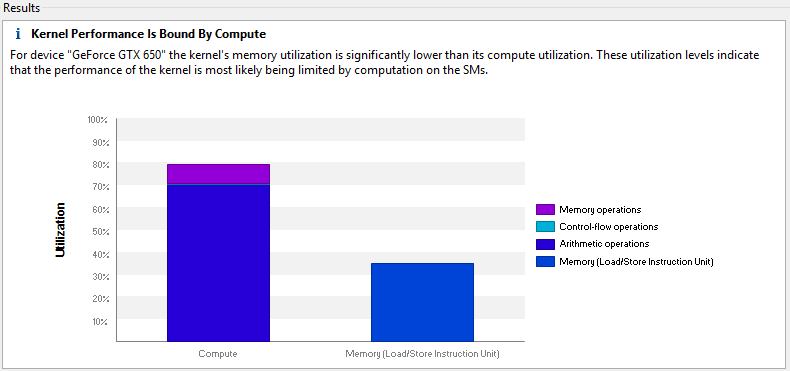 Results
i Kernel Performance Is Bound By Compute
For device "GeForce GTX 650" the kernel's memory utilization is significantly lower than its compute utilization. These utilization levels indicate
that the performance of the kernel is most likely being limited by computation on the SMs.
100%
90%
80%
70%
60%
50%
40%
30%
20%
10%
Utilization
Compute
Memory (Load/Store Instruction Unit)
Memory operations
Control-flow operations
Arithmetic operations
Memory (Load/Store Instruction Unit)